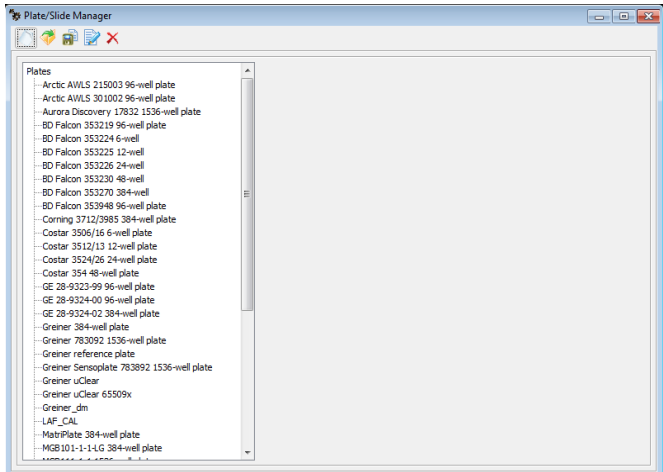 Plate/Slide Manager
Plates
Arctic AWLS 215003 96-well plate
Arctic AWLS 301002 96-well plate
Aurora Discovery 17832 1536-well plate
BD Falcon 353219 96-well plate
BD Falcon 353224 6-well
BD Falcon 353225 12-well
BD Falcon 353226 24-well
BD Falcon 353230 48-well
BD Falcon 353270 384-well
BD Falcon 353948 96-well plate
Corning 3712/3985 384-well plate
Costar 3506/16 6-well plate
Costar 3512/13 12-well plate
Costar 3524/26 24-well plate
Costar 354 48-well plate
GE 28-9323-99 96-well plate
GE 28-9324-00 96-well plate
GE 28-9324-02 384-well plate
Greiner 384-well plate
Greiner 783092 1536-well plate
Greiner reference plate
Greiner Sensoplate 783892 1536-well plate
Greiner uClear
Greiner uClear 65509x
Greiner_dm
LAF_CAL
MatriPlate 384-well plate
MGB101-1-1-LG 384-well plate